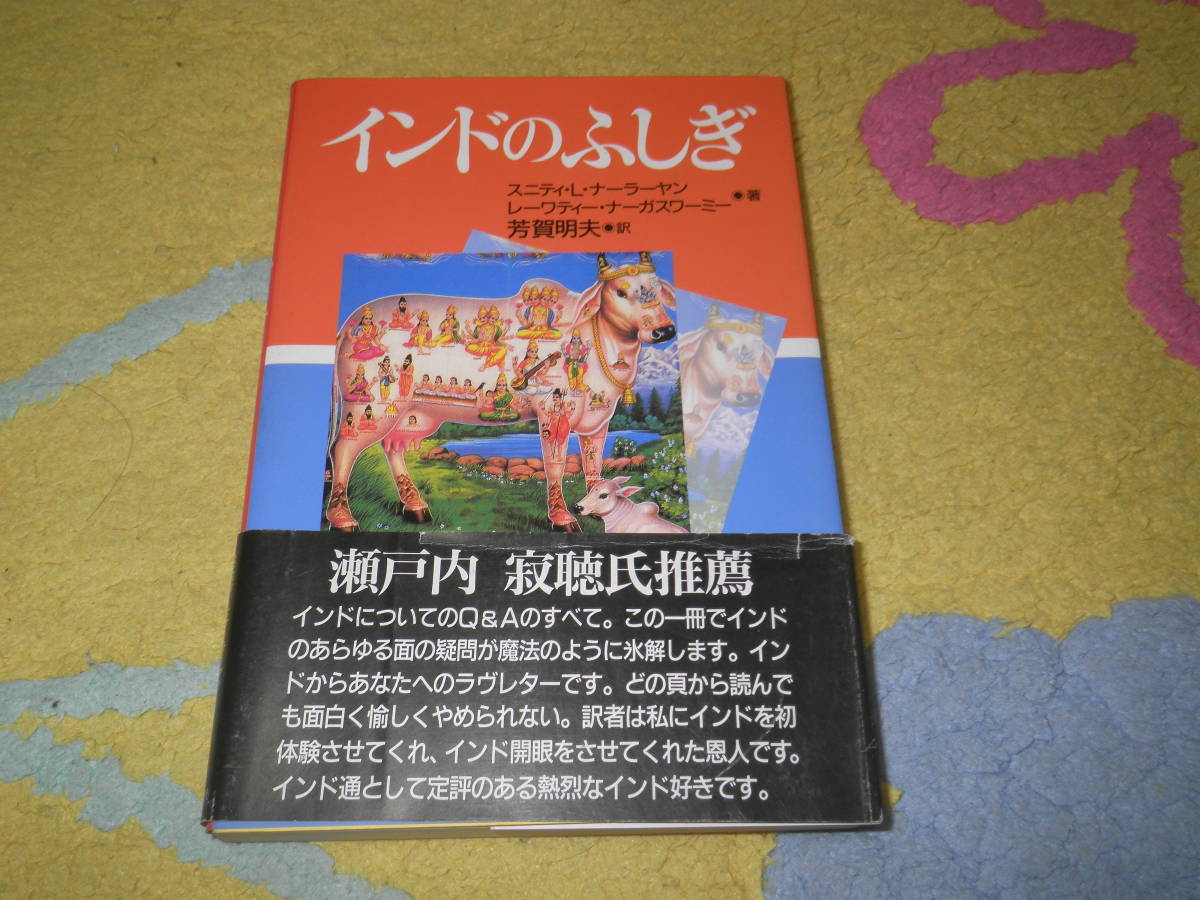 インドのふしぎ
スニティ・L・ナーラーヤン
レーワティー・ナーガスワーミー●著
芳賀明夫●訳
瀬戸内 寂聴氏推薦
インドについてのQ&Aのすべて。この一冊でインド
のあらゆる面の疑問が魔法のように氷解します。イン
ドからあなたへのラヴレターです。どの頁から読んで
も面白く愉しくやめられない。訳者は私にインドを初
体験させてくれ、インド開眼をさせてくれた恩人です。
インド通として定評のある熱烈なインド好きです。